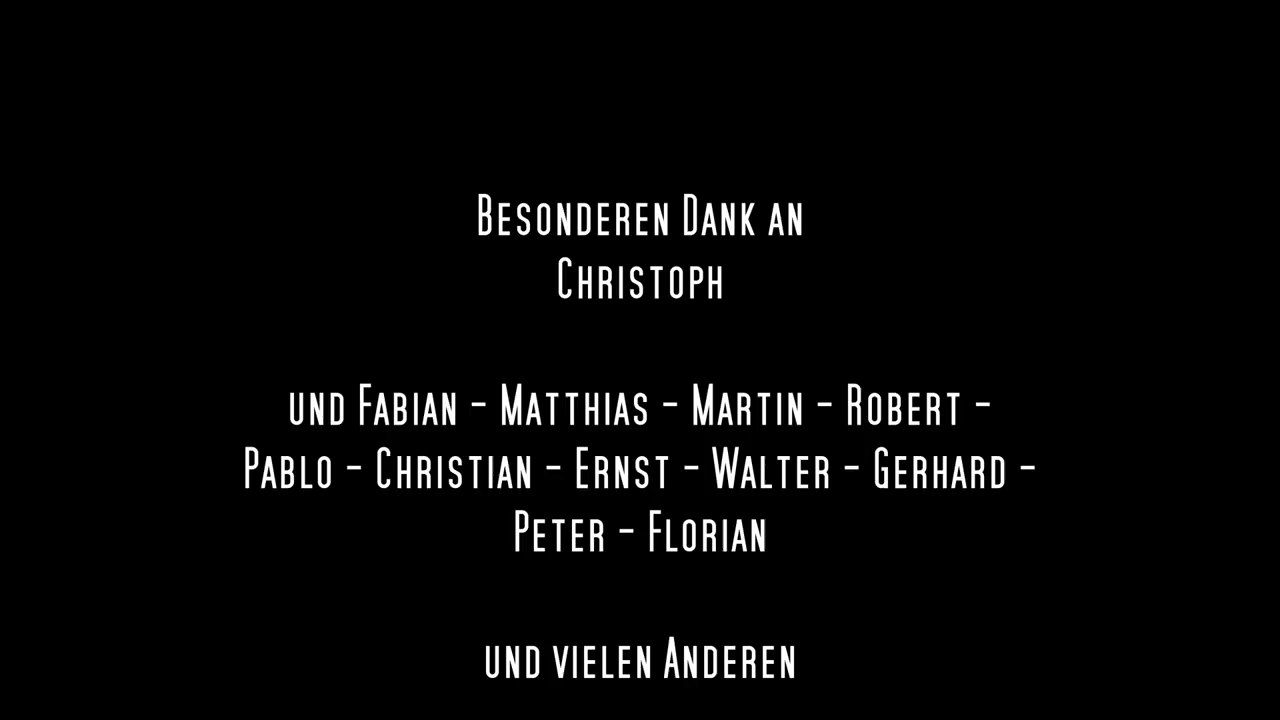 Besonderen Dank an
Christoph
und Fabian - Matthias - Martin - Robert -
Pablo - Christian - Ernst - Walter - Gerhard -
Peter - Florian
und vielen Anderen